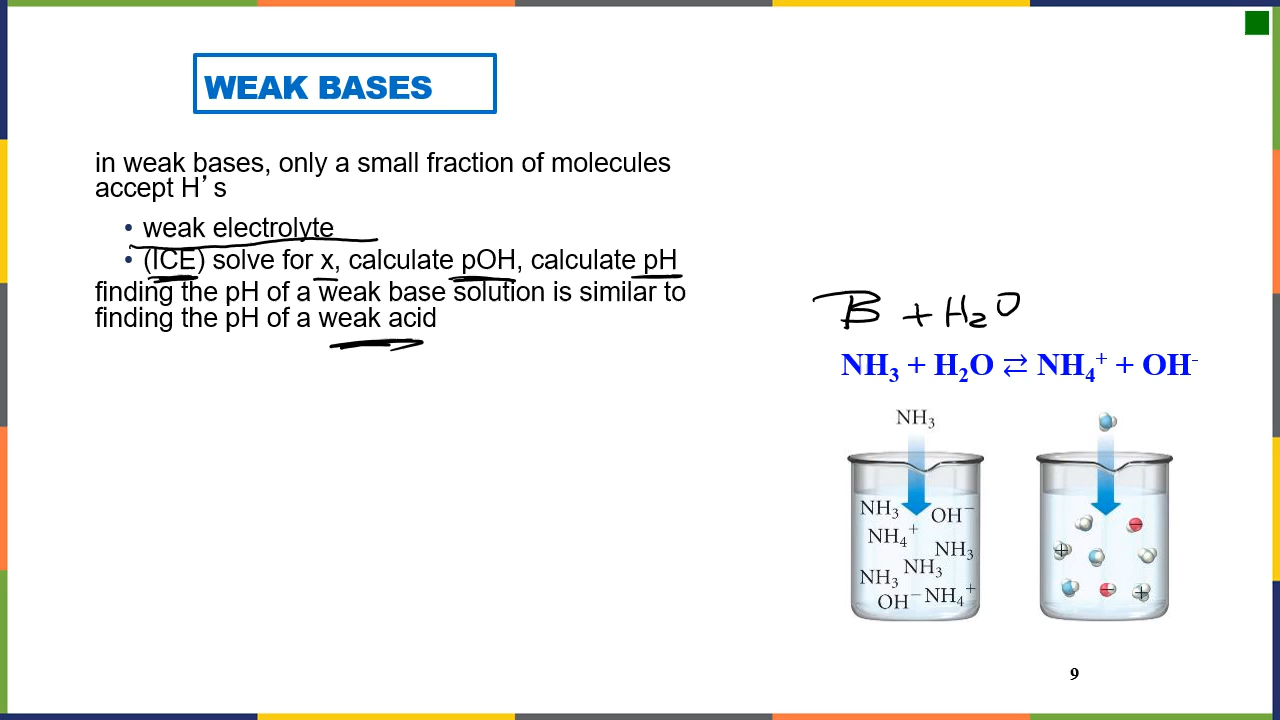 WEAK BASES
in weak bases, only a small fraction of molecules
accept H’s
• weak electrolyte
• (ICE) solve for x, calculate pOH, calculate pH
finding the pH of a weak base solution is similar to
finding the pH of a weak acid
B + H₂O
NH₃ + H₂O ⇄ NH₄⁺ + OH⁻
NH₃
NH₃ OH⁻
NH₄⁺
NH₃
NH₃
NH₃
OH⁻ NH₄⁺
9